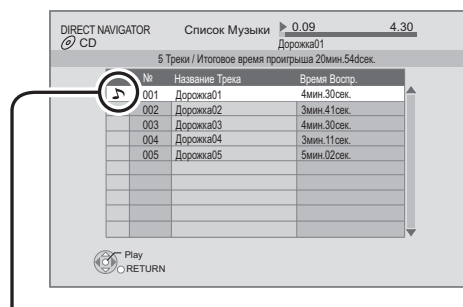 DIRECT NAVIGATOR Список Музыки 0.09 4.30
CD Дорожка01
5 Треки / Итоговое время проигрыша 20мин.54dсек.
№ Название Трека Время Воспр.
001 Дорожка01 4мин.30сек.
002 Дорожка02 3мин.41сек.
003 Дорожка03 4мин.30сек.
004 Дорожка04 3мин.11сек.
005 Дорожка05 5мин.02сек.
Play
RETURN